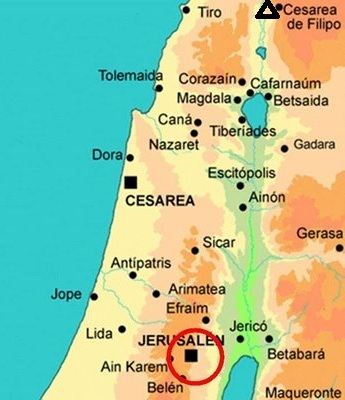 Tiro
Cesarea
de Filipo
Tolemaida
Corazaín
Cafarnaúm
Magdala
Betsaida
Caná
Tiberíades
Nazaret
Gadara
Dora
Escitópolis
CESAREA
Ainón
Gerasa
Sicar
Antípatris
Jope
Arimatea
Efraím
Lida
JERUSALÉN
Jericó
Ain Karem
Betabará
Belén
Maqueronte